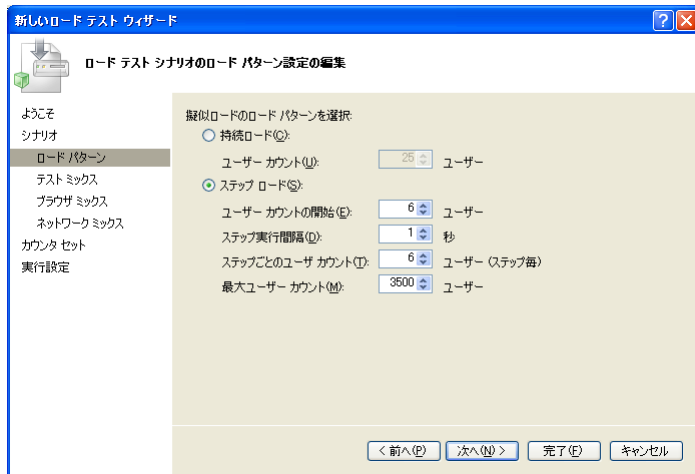 新しいロード テスト ウィザード
ロード テスト シナリオのロード パターン設定の編集
ようこそ
シナリオ
ロード パターン
テスト ミックス
ブラウザ ミックス
ネットワーク ミックス
カウンタ セット
実行設定
擬似ロードのロード パターンを選択:
持続ロード(C):
ユーザー カウント(U): 25 ユーザー
ステップ ロード(S):
ユーザー カウントの開始(E): 6 ユーザー
ステップ実行間隔(D): 1 秒
ステップごとのユーザ カウント(T): 6 ユーザー (ステップ毎)
最大ユーザー カウント(M): 3500 ユーザー
< 前へ(P) 次へ(N) > 完了(F) キャンセル